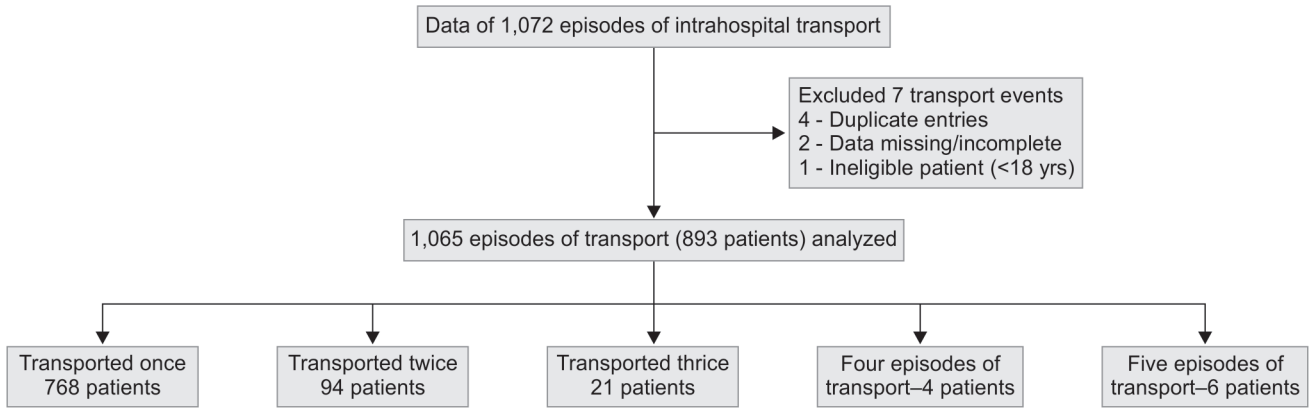 Data of 1,072 episodes of intrahospital transport
Excluded 7 transport events
4 - Duplicate entries
2 - Data missing/incomplete
1 - Ineligible patient (<18 yrs)
1,065 episodes of transport (893 patients) analyzed
Transported once
768 patients
Transported twice
94 patients
Transported thrice
21 patients
Four episodes of
transport–4 patients
Five episodes of
transport–6 patients